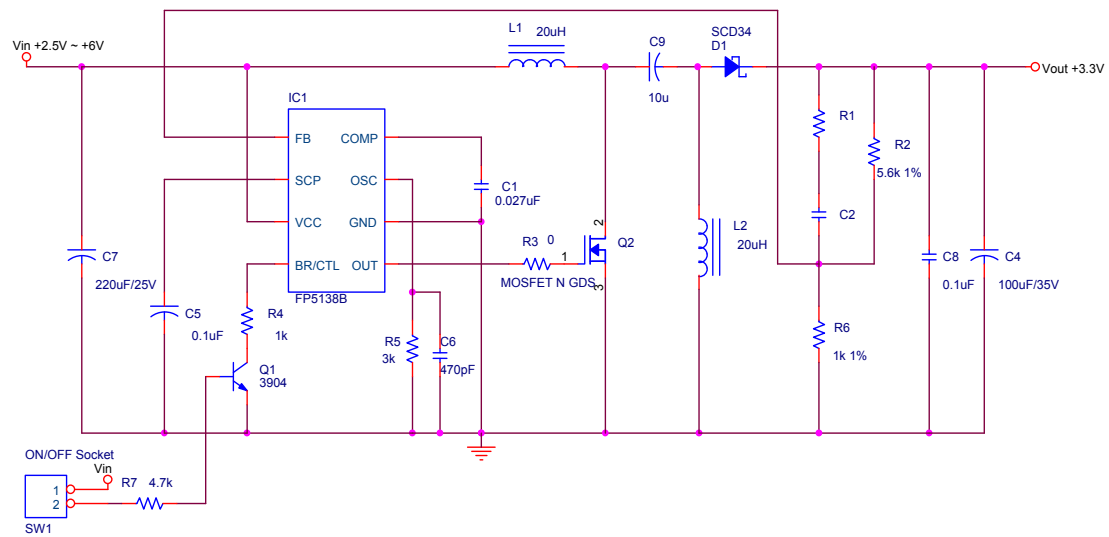 L1
20uH
SCD34
D1
Vin +2.5V ~ +6V
C9
10u
Vout +3.3V
IC1
FB
COMP
SCP
OSC
VCC
GND
BR/CTL
OUT
FP5138B
C1
0.027uF
R1
R2
5.6k 1%
C2
R3
0
1
2
3
Q2
MOSFET N GDS
L2
20uH
C7
220uF/25V
C5
0.1uF
R4
1k
Q1
3904
R5
3k
C6
470pF
R6
1k 1%
C8
0.1uF
C4
100uF/35V
ON/OFF Socket
Vin
1
2
R7
4.7k
SW1